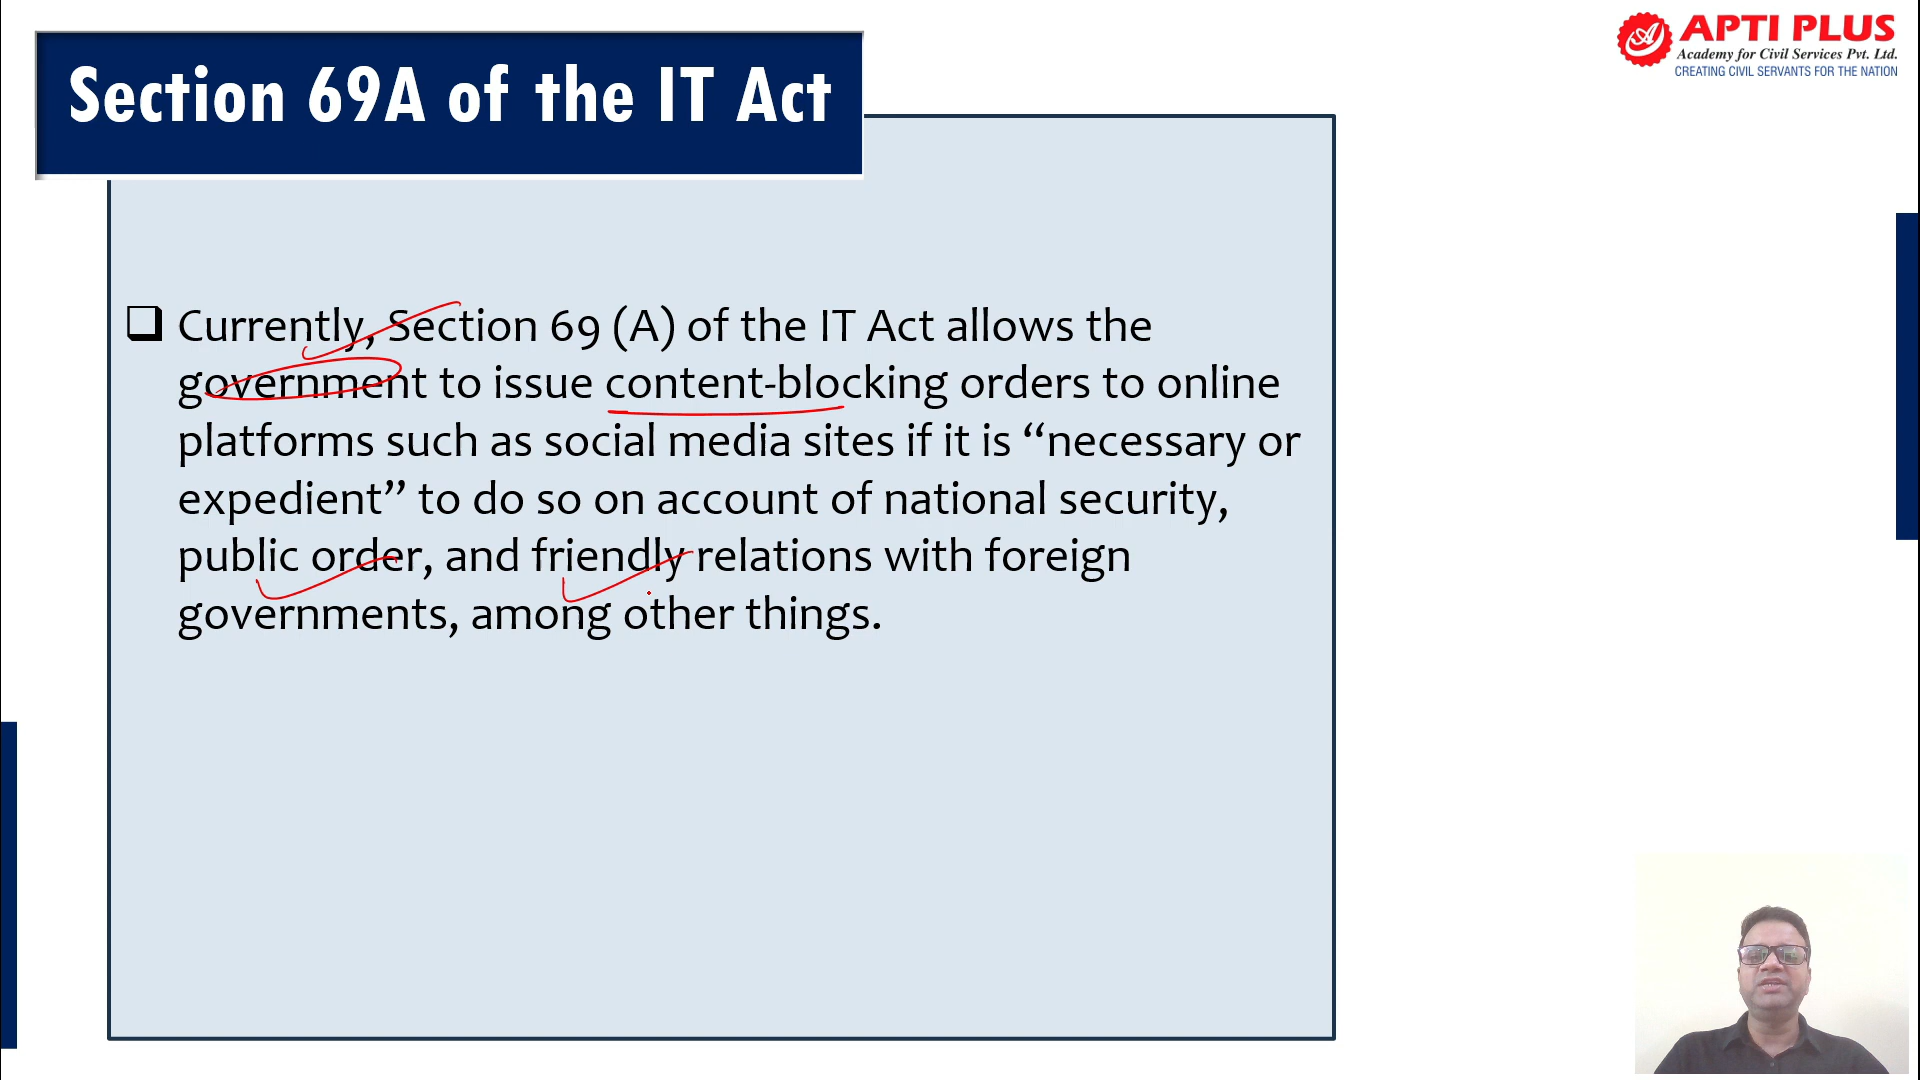 APTI PLUS
Academy for Civil Services Pvt. Ltd.
CREATING CIVIL SERVANTS FOR THE NATION
Section 69A of the IT Act
Currently, Section 69 (A) of the IT Act allows the
government to issue content-blocking orders to online
platforms such as social media sites if it is “necessary or
expedient” to do so on account of national security,
public order, and friendly relations with foreign
governments, among other things.